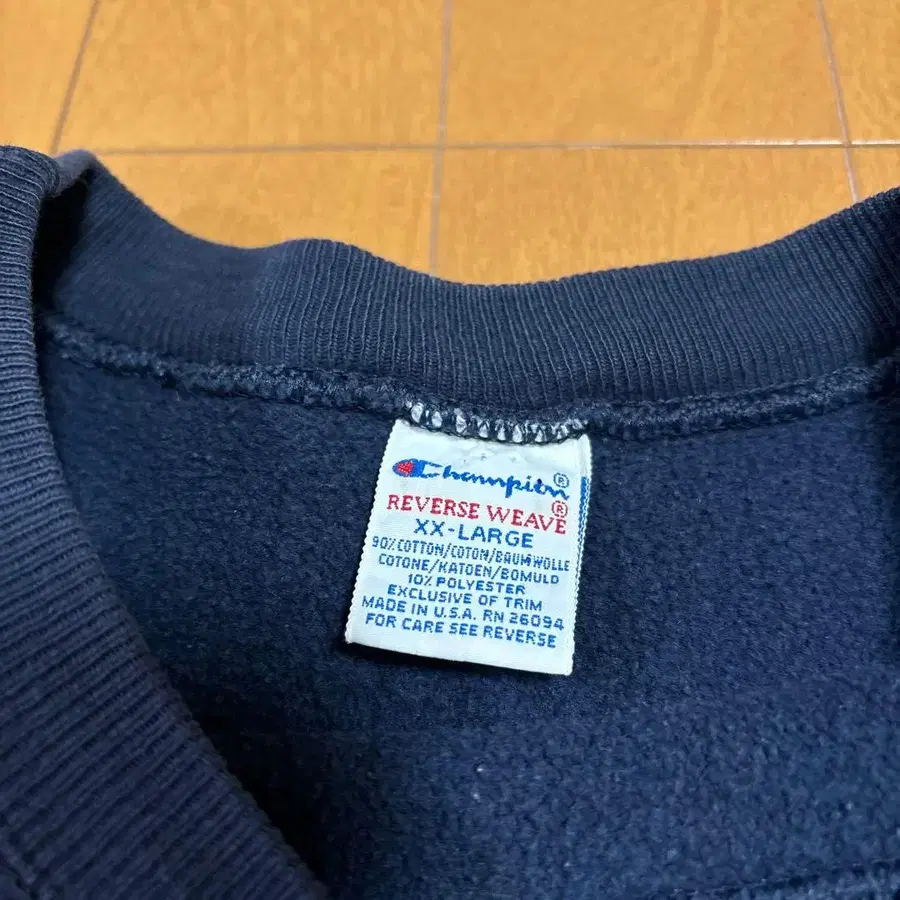 Champion®
REVERSE WEAVE®
XX-LARGE
90% COTTON/COTON/BAUMWOLLE
COTONE/KATOEN/BOMULD
10% POLYESTER
EXCLUSIVE OF TRIM
MADE IN U.S.A. RN 26094
FOR CARE SEE REVERSE